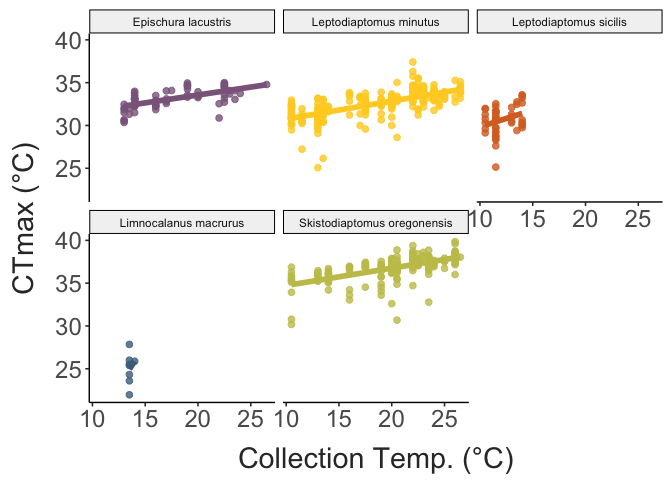 Epischura lacustris
Leptodiaptomus minutus
Leptodiaptomus sicilis
40
35
30
25
10 15 20 25
Limnocalanus macrurus
Skistodiaptomus oregonensis
40
35
30
25
10 15 20 25
10 15 20 25
CTmax (°C)
Collection Temp. (°C)